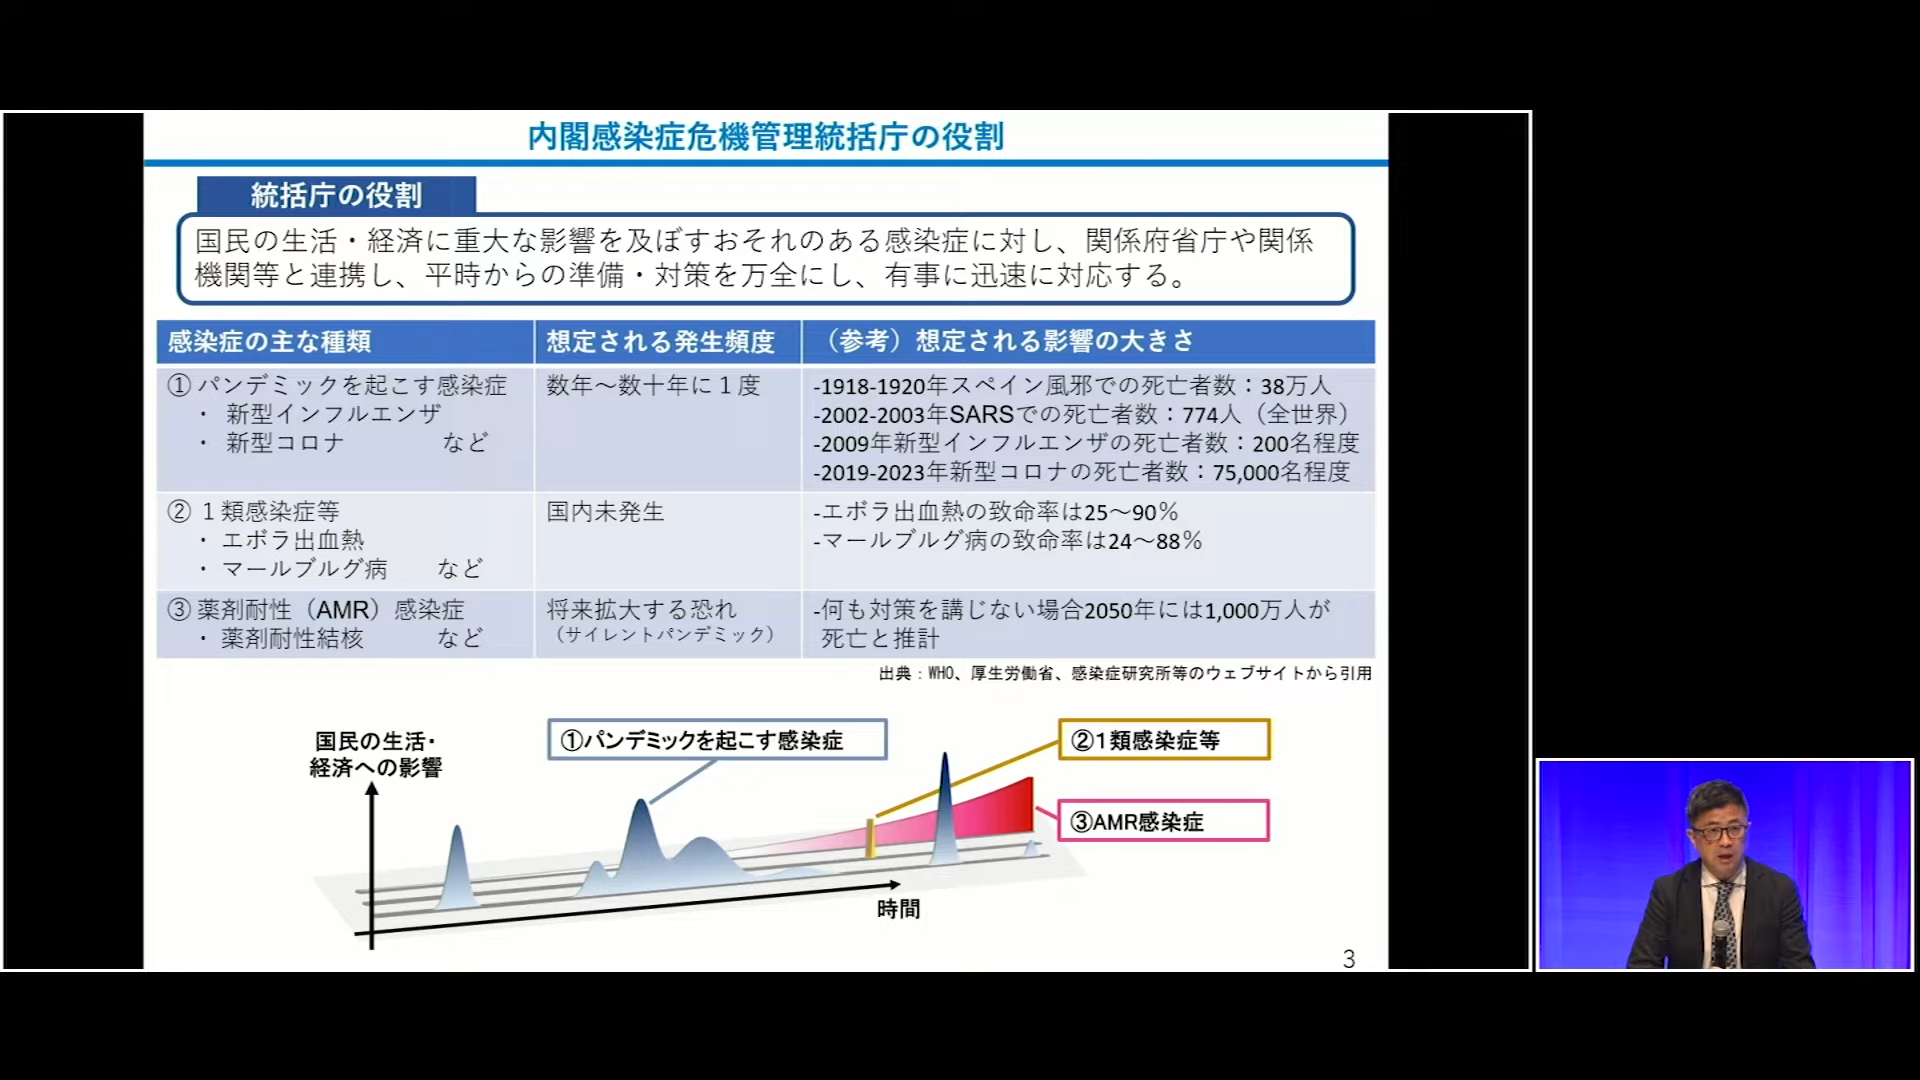 内閣感染症危機管理統括庁の役割
統括庁の役割
国民の生活・経済に重大な影響を及ぼすおそれのある感染症に対し、関係府省庁や関係
機関等と連携し、平時からの準備・対策を万全にし、有事に迅速に対応する。
感染症の主な種類
想定される発生頻度
（参考）想定される影響の大きさ
①パンデミックを起こす感染症
・ 新型インフルエンザ
・ 新型コロナ など
数年～数十年に１度
-1918-1920年スペイン風邪での死亡者数：38万人
-2002-2003年SARSでの死亡者数：774人（全世界）
-2009年新型インフルエンザの死亡者数：200名程度
-2019-2023年新型コロナの死亡者数：75,000名程度
② １類感染症等
・ エボラ出血熱
・ マールブルグ病 など
国内未発生
-エボラ出血熱の致命率は25～90％
-マールブルグ病の致命率は24～88％
③薬剤耐性（AMR）感染症
・ 薬剤耐性結核 など
将来拡大する恐れ
（サイレントパンデミック）
-何も対策を講じない場合2050年には1,000万人が
死亡と推計
出典：WHO、厚生労働省、感染症研究所等のウェブサイトから引用
国民の生活・
経済への影響
①パンデミックを起こす感染症
②１類感染症等
③AMR感染症
時間
3